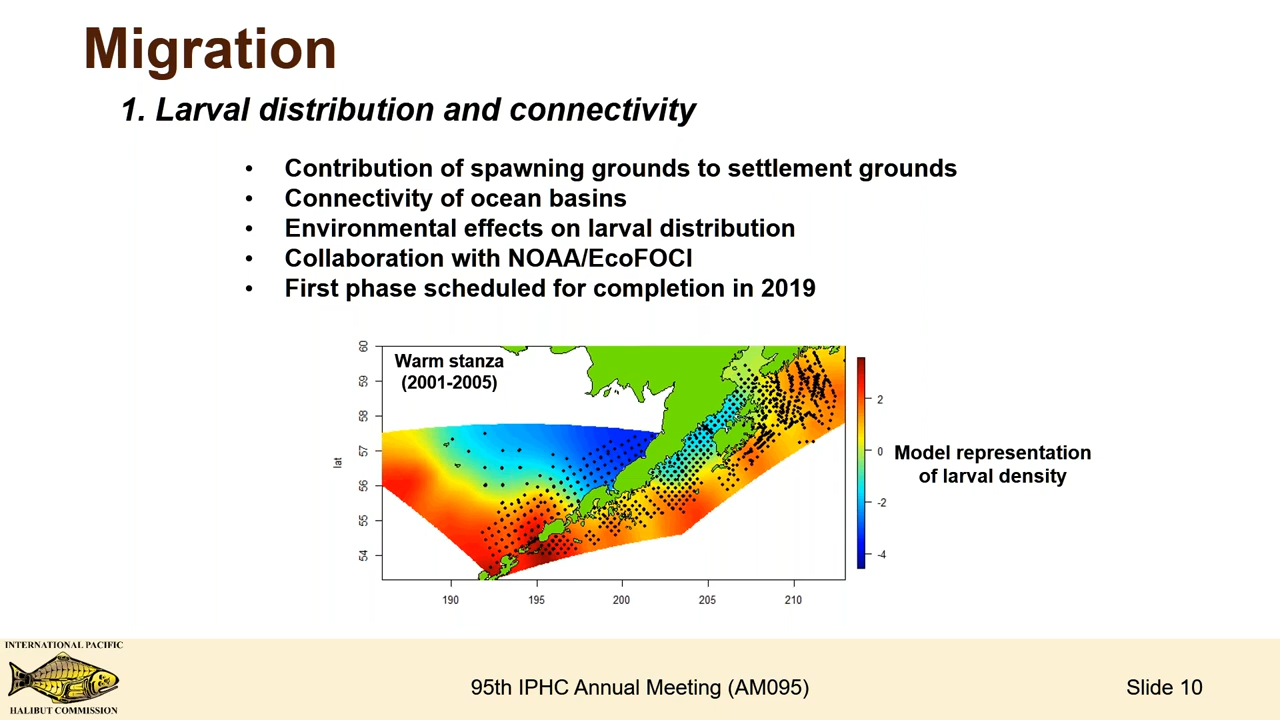 Migration
1. Larval distribution and connectivity
• Contribution of spawning grounds to settlement grounds
• Connectivity of ocean basins
• Environmental effects on larval distribution
• Collaboration with NOAA/EcoFOCI
• First phase scheduled for completion in 2019
Warm stanza
(2001-2005)
lat
60
59
58
57
56
55
54
190 195 200 205 210
2
0
-2
-4
Model representation
of larval density
INTERNATIONAL PACIFIC
HALIBUT COMMISSION
95th IPHC Annual Meeting (AM095)
Slide 10